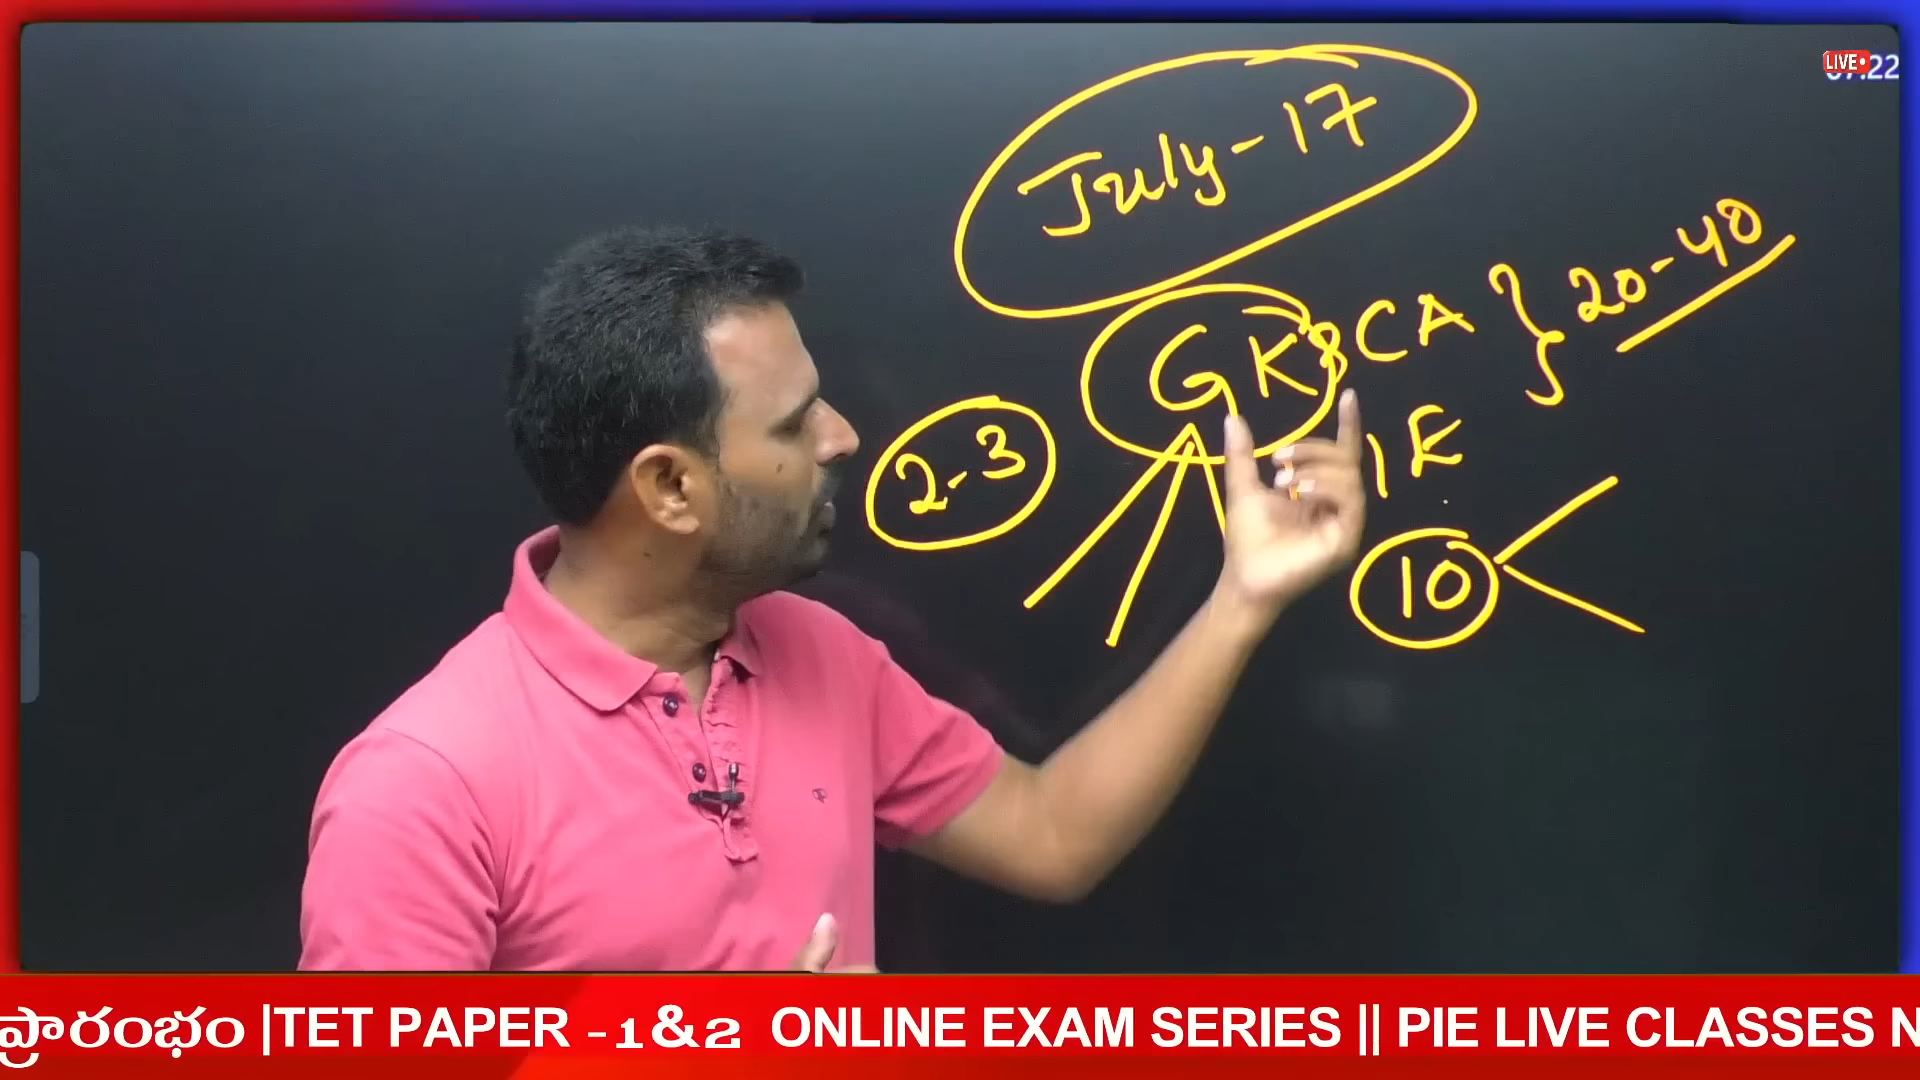 LIVE
July-17
GK & CA } 20-40
2-3
1E
10
ప్రారంభం |TET PAPER -1&2 ONLINE EXAM SERIES || PIE LIVE CLASSES N